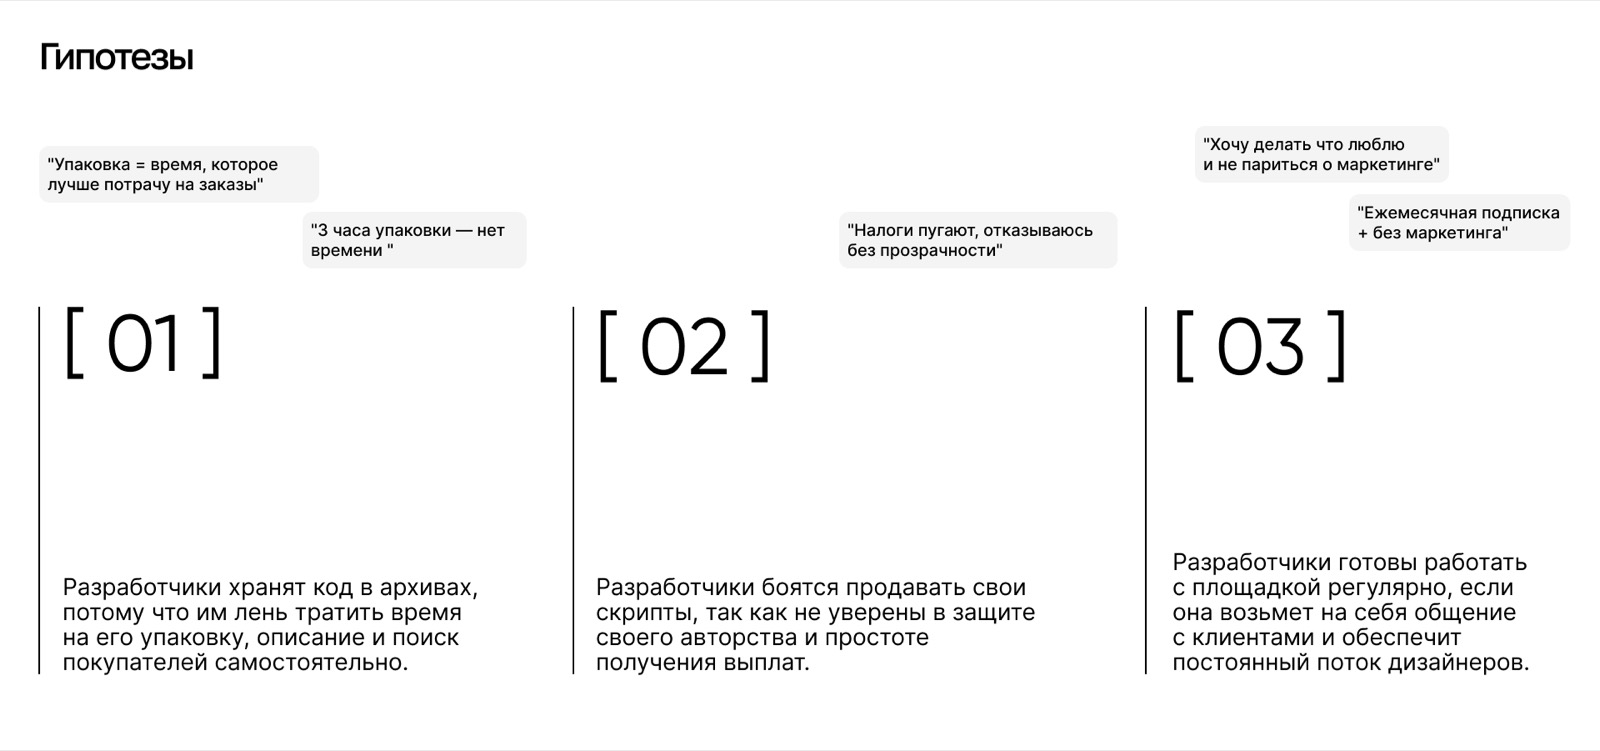 Гипотезы
"Упаковка = время, которое
лучше потрачу на заказы"
"3 часа упаковки — нет
времени "
"Налоги пугают, отказываюсь
без прозрачности"
"Хочу делать что люблю
и не париться о маркетинге"
"Ежемесячная подписка
+ без маркетинга"
[ 01 ]
Разработчики хранят код в архивах,
потому что им лень тратить время
на его упаковку, описание и поиск
покупателей самостоятельно.
[ 02 ]
Разработчики боятся продавать свои
скрипты, так как не уверены в защите
своего авторства и простоте
получения выплат.
[ 03 ]
Разработчики готовы работать
с площадкой регулярно, если
она возьмет на себя общение
с клиентами и обеспечит
постоянный поток дизайнеров.